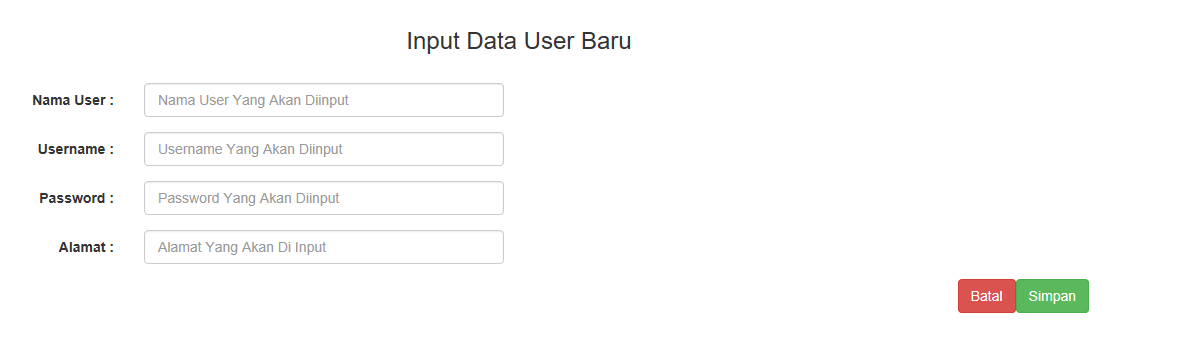 Input Data User Baru
Nama User : Nama User Yang Akan Diinput
Username : Username Yang Akan Diinput
Password : Password Yang Akan Diinput
Alamat : Alamat Yang Akan Di Input
Batal Simpan